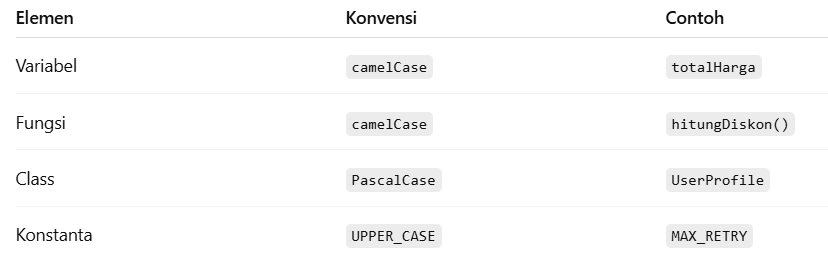 Elemen Konvensi Contoh
Variabel camelCase totalHarga
Fungsi camelCase hitungDiskon()
Class PascalCase UserProfile
Konstanta UPPER_CASE MAX_RETRY